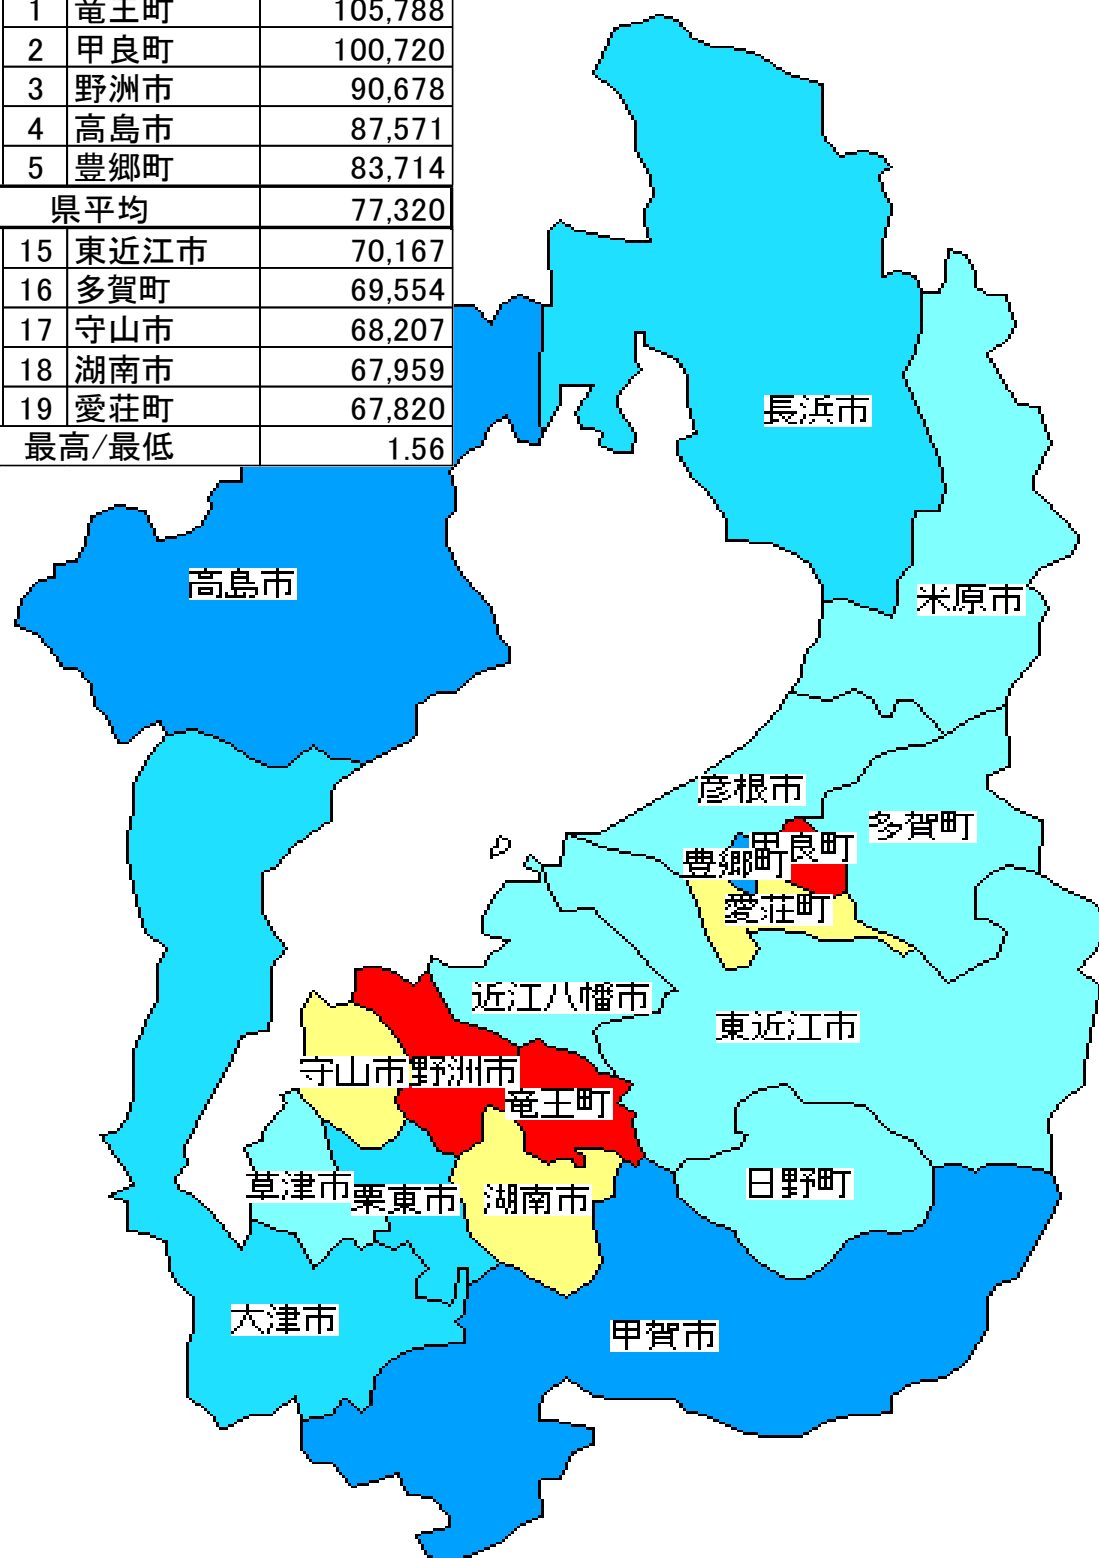 1 竜王町 105,788
2 甲良町 100,720
3 野洲市 90,678
4 高島市 87,571
5 豊郷町 83,714
県平均 77,320
15 東近江市 70,167
16 多賀町 69,554
17 守山市 68,207
18 湖南市 67,959
19 愛荘町 67,820
最高/最低 1.56
長浜市
高島市
米原市
彦根市
多賀町
甲良町
豊郷町
愛荘町
近江八幡市
東近江市
守山市
野洲市
竜王町
日野町
草津市
栗東市
湖南市
大津市
甲賀市